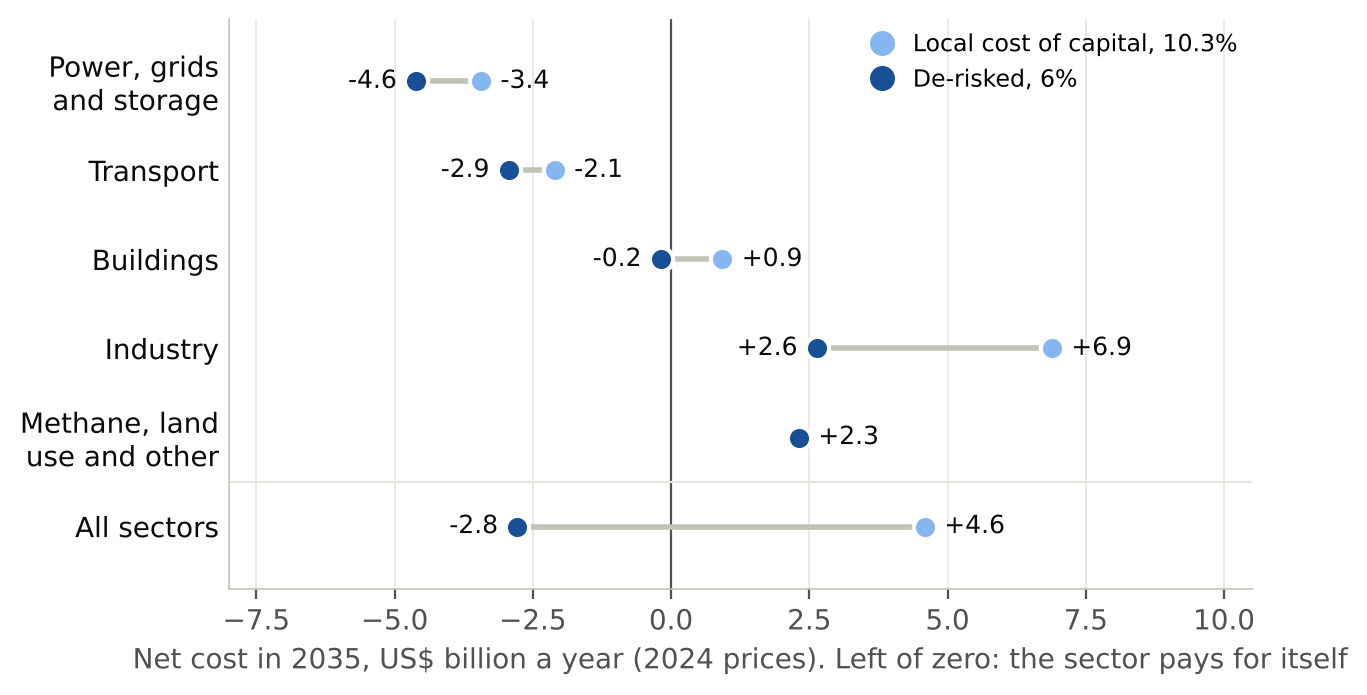 Local cost of capital, 10.3%
De-risked, 6%
Power, grids
and storage
-4.6
-3.4
Transport
-2.9
-2.1
Buildings
-0.2
+0.9
Industry
+2.6
+6.9
Methane, land
use and other
+2.3
All sectors
-2.8
+4.6
−7.5
−5.0
−2.5
0.0
2.5
5.0
7.5
10.0
Net cost in 2035, US$ billion a year (2024 prices). Left of zero: the sector pays for itself